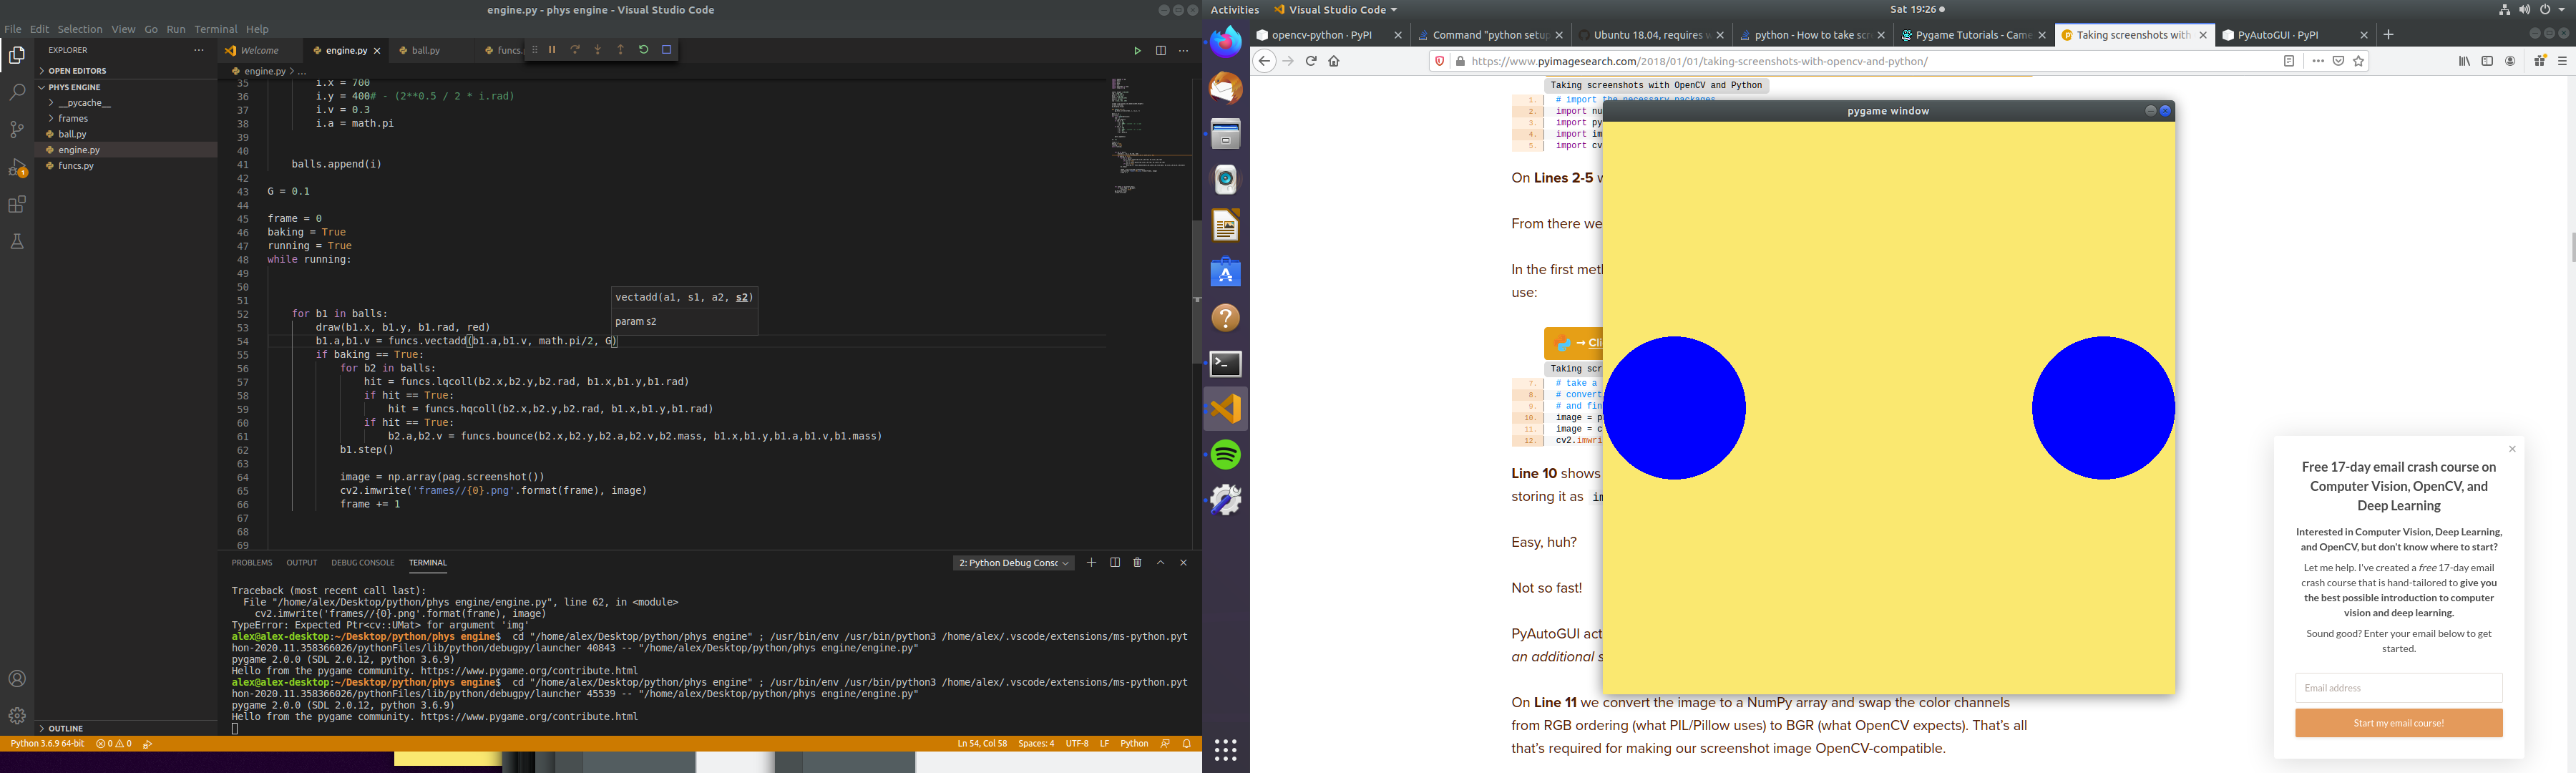 engine.py - phys engine - Visual Studio Code
File Edit Selection View Go Run Terminal Help
EXPLORER
OPEN EDITORS
PHYS ENGINE
__pycache__
frames
ball.py
engine.py
funcs.py
OUTLINE
Welcome
engine.py
ball.py
funcs.
engine.py > ...
35 i.x = 700
36 i.y = 400# - (2**0.5 / 2 * i.rad)
37 i.v = 0.3
38 i.a = math.pi
39
40
41 balls.append(i)
42
43 G = 0.1
44
45 frame = 0
46 baking = True
47 running = True
48 while running:
49
50
51
52 for b1 in balls:
53 draw(b1.x, b1.y, b1.rad, red)
54 b1.a,b1.v = funcs.vectadd(b1.a,b1.v, math.pi/2, G)
55 if baking == True:
56 for b2 in balls:
57 hit = funcs.lqcoll(b2.x,b2.y,b2.rad, b1.x,b1.y,b1.rad)
58 if hit == True:
59 hit = funcs.hqcoll(b2.x,b2.y,b2.rad, b1.x,b1.y,b1.rad)
60 if hit == True:
61 b2.a,b2.v = funcs.bounce(b2.x,b2.y,b2.a,b2.v,b2.mass, b1.x,b1.y,b1.a,b1.v,b1.mass)
62 b1.step()
63
64 image = np.array(pag.screenshot())
65 cv2.imwrite('frames//{0}.png'.format(frame), image)
66 frame += 1
67
68
69
vectadd(a1, s1, a2, s2)
param s2
PROBLEMS OUTPUT DEBUG CONSOLE TERMINAL
2: Python Debug Consc
Traceback (most recent call last):
File "/home/alex/Desktop/python/phys engine/engine.py", line 62, in <module>
cv2.imwrite('frames//{0}.png'.format(frame), image)
TypeError: Expected Ptr<cv::UMat> for argument 'img'
alex@alex-desktop:~/Desktop/python/phys engine$ cd "/home/alex/Desktop/python/phys engine" ; /usr/bin/env /usr/bin/python3 /home/alex/.vscode/extensions/ms-python.pyt
hon-2020.11.358366026/pythonFiles/lib/python/debugpy/launcher 40843 -- "/home/alex/Desktop/python/phys engine/engine.py"
pygame 2.0.0 (SDL 2.0.12, python 3.6.9)
Hello from the pygame community. https://www.pygame.org/contribute.html
alex@alex-desktop:~/Desktop/python/phys engine$ cd "/home/alex/Desktop/python/phys engine" ; /usr/bin/env /usr/bin/python3 /home/alex/.vscode/extensions/ms-python.pyt
hon-2020.11.358366026/pythonFiles/lib/python/debugpy/launcher 45539 -- "/home/alex/Desktop/python/phys engine/engine.py"
pygame 2.0.0 (SDL 2.0.12, python 3.6.9)
Hello from the pygame community. https://www.pygame.org/contribute.html
Python 3.6.9 64-bit 0 0
Ln 54, Col 58 Spaces: 4 UTF-8 LF Python
Activities Visual Studio Code
Sat 19:26
opencv-python · PyPI
Command "python setup
Ubuntu 18.04, requires
python - How to take scr
Pygame Tutorials - Came
Taking screenshots with
PyAutoGUI · PyPI
https://www.pyimagesearch.com/2018/01/01/taking-screenshots-with-opencv-and-python/
Taking screenshots with OpenCV and Python
1. # import the necessary packages
2. import nu
3. import py
4. import im
5. import cv
pygame window
On Lines 2-5 w
From there we
In the first meth
use:
→ Cli
Taking scr
7. # take a
8. # convert
9. # and fin
10. image = p
11. image = c
12. cv2.imwri
Line 10 shows
storing it as im
Easy, huh?
Not so fast!
PyAutoGUI act
an additional s
On Line 11 we convert the image to a NumPy array and swap the color channels
from RGB ordering (what PIL/Pillow uses) to BGR (what OpenCV expects). That's all
that's required for making our screenshot image OpenCV-compatible.
Free 17-day email crash course on
Computer Vision, OpenCV, and
Deep Learning
Interested in Computer Vision, Deep Learning,
and OpenCV, but don't know where to start?
Let me help. I've created a free 17-day email
crash course that is hand-tailored to give you
the best possible introduction to computer
vision and deep learning.
Sound good? Enter your email below to get
started.
Email address
Start my email course!